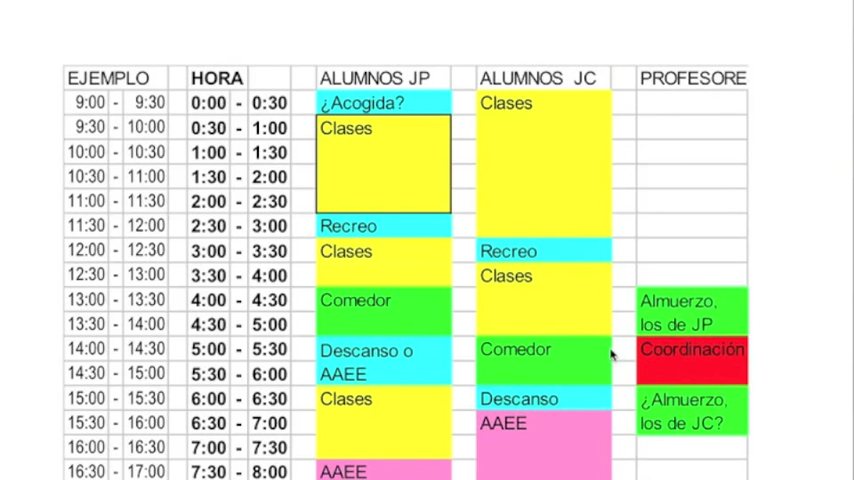 EJEMPLO HORA ALUMNOS JP ALUMNOS JC PROFESORE
9:00 - 9:30 0:00 - 0:30 ¿Acogida? Clases
9:30 - 10:00 0:30 - 1:00 Clases
10:00 - 10:30 1:00 - 1:30
10:30 - 11:00 1:30 - 2:00
11:00 - 11:30 2:00 - 2:30
11:30 - 12:00 2:30 - 3:00 Recreo
12:00 - 12:30 3:00 - 3:30 Clases Recreo
12:30 - 13:00 3:30 - 4:00 Clases
13:00 - 13:30 4:00 - 4:30 Comedor Almuerzo,
13:30 - 14:00 4:30 - 5:00 los de JP
14:00 - 14:30 5:00 - 5:30 Descanso o Comedor Coordinación
14:30 - 15:00 5:30 - 6:00 AAEE
15:00 - 15:30 6:00 - 6:30 Clases Descanso ¿Almuerzo,
15:30 - 16:00 6:30 - 7:00 AAEE los de JC?
16:00 - 16:30 7:00 - 7:30
16:30 - 17:00 7:30 - 8:00 AAEE